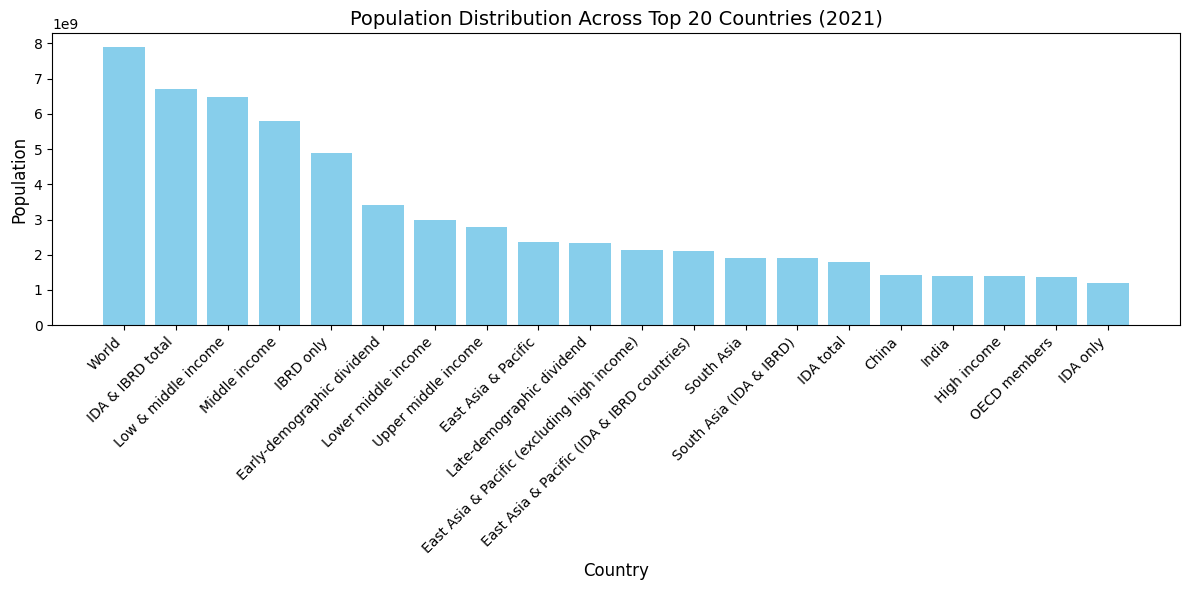 Population Distribution Across Top 20 Countries (2021)
1e9
8
7
6
5
4
3
2
1
0
Population
World
IDA & IBRD total
Low & middle income
Middle income
IBRD only
Early-demographic dividend
Lower middle income
Upper middle income
East Asia & Pacific
Late-demographic dividend
East Asia & Pacific (excluding high income)
East Asia & Pacific (IDA & IBRD countries)
South Asia
South Asia (IDA & IBRD)
IDA total
China
India
High income
OECD members
IDA only
Country